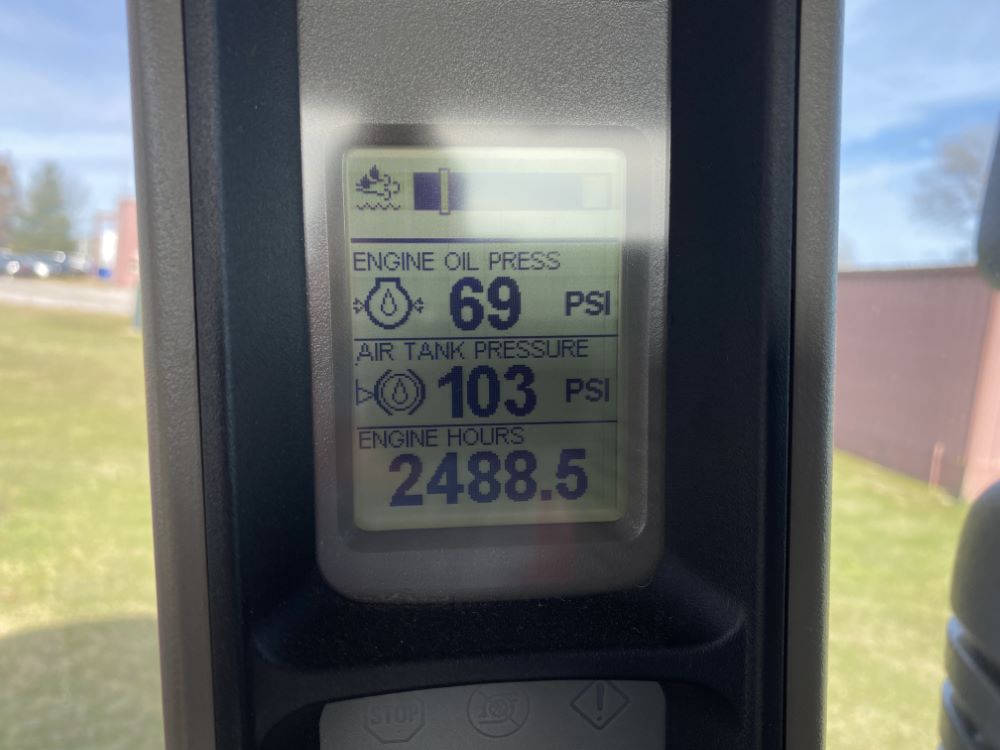 ENGINE OIL PRESS
69 PSI
AIR TANK PRESSURE
103 PSI
ENGINE HOURS
2488.5
STOP